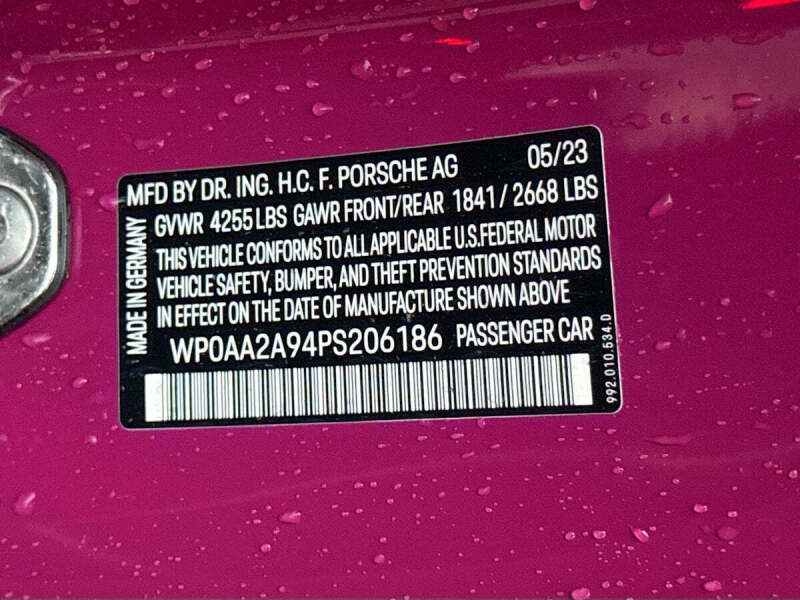 MFD BY DR. ING. H.C. F. PORSCHE AG 05/23
GVWR 4255 LBS GAWR FRONT/REAR 1841 / 2668 LBS
THIS VEHICLE CONFORMS TO ALL APPLICABLE U.S.FEDERAL MOTOR
VEHICLE SAFETY, BUMPER, AND THEFT PREVENTION STANDARDS
IN EFFECT ON THE DATE OF MANUFACTURE SHOWN ABOVE
WP0AA2A94PS206186 PASSENGER CAR
MADE IN GERMANY
992.010.534.0